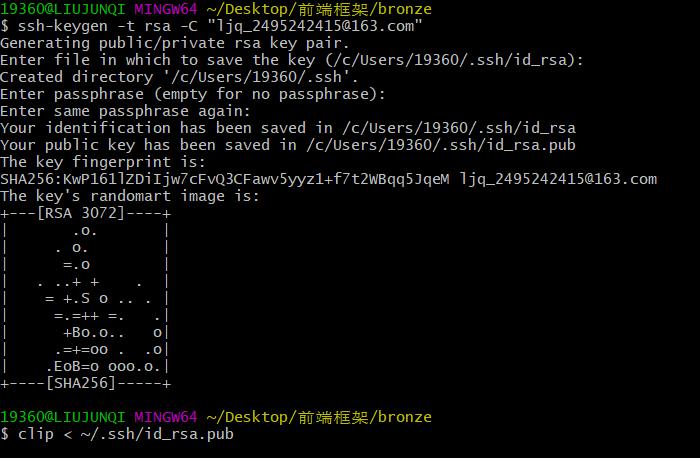 19360@LIUJUNQI MINGW64 ~/Desktop/前端框架/bronze
$ ssh-keygen -t rsa -C "ljq_2495242415@163.com"
Generating public/private rsa key pair.
Enter file in which to save the key (/c/Users/19360/.ssh/id_rsa):
Created directory '/c/Users/19360/.ssh'.
Enter passphrase (empty for no passphrase):
Enter same passphrase again:
Your identification has been saved in /c/Users/19360/.ssh/id_rsa
Your public key has been saved in /c/Users/19360/.ssh/id_rsa.pub
The key fingerprint is:
SHA256:KwP161lZDiIjw7cFvQ3CFawv5yyz1+f7t2WBqq5JqeM ljq_2495242415@163.com
The key's randomart image is:
+---[RSA 3072]----+
|       .o.       |
|     . o.        |
|      =.o        |
|   . ..+ +    .  |
|    = +.S o .. . |
|     =.=++ =.   .|
|      +Bo.o..   o|
|     .=+=oo .  .o|
|    .EoB=o ooo.o.|
+----[SHA256]-----+
19360@LIUJUNQI MINGW64 ~/Desktop/前端框架/bronze
$ clip < ~/.ssh/id_rsa.pub